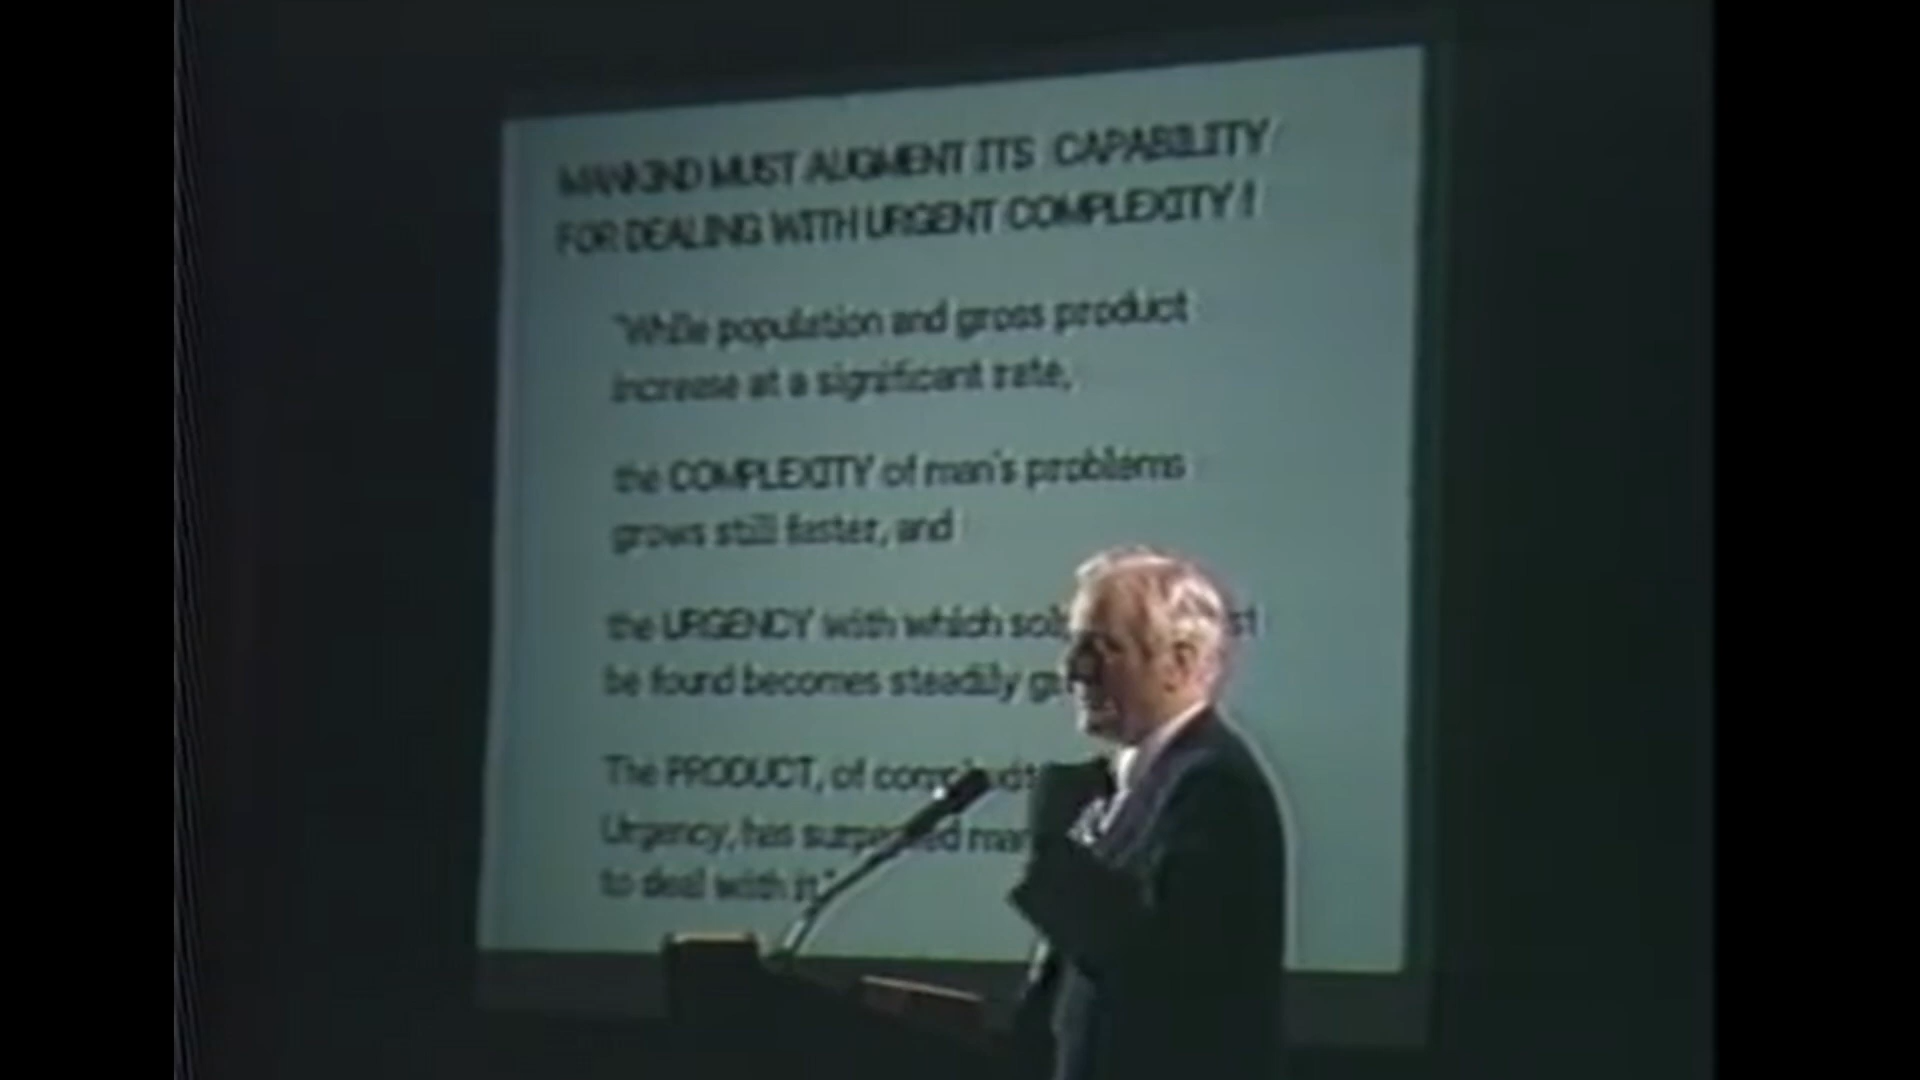 MANKIND MUST AUGMENT ITS CAPABILITY
FOR DEALING WITH URGENT COMPLEXITY !
"While population and gross product
increase at a significant rate,
the COMPLEXITY of man's problems
grows still faster, and
the URGENCY with which
be found becomes steadily
The PRODUCT, of
Urgency, has surpassed
to deal with it."